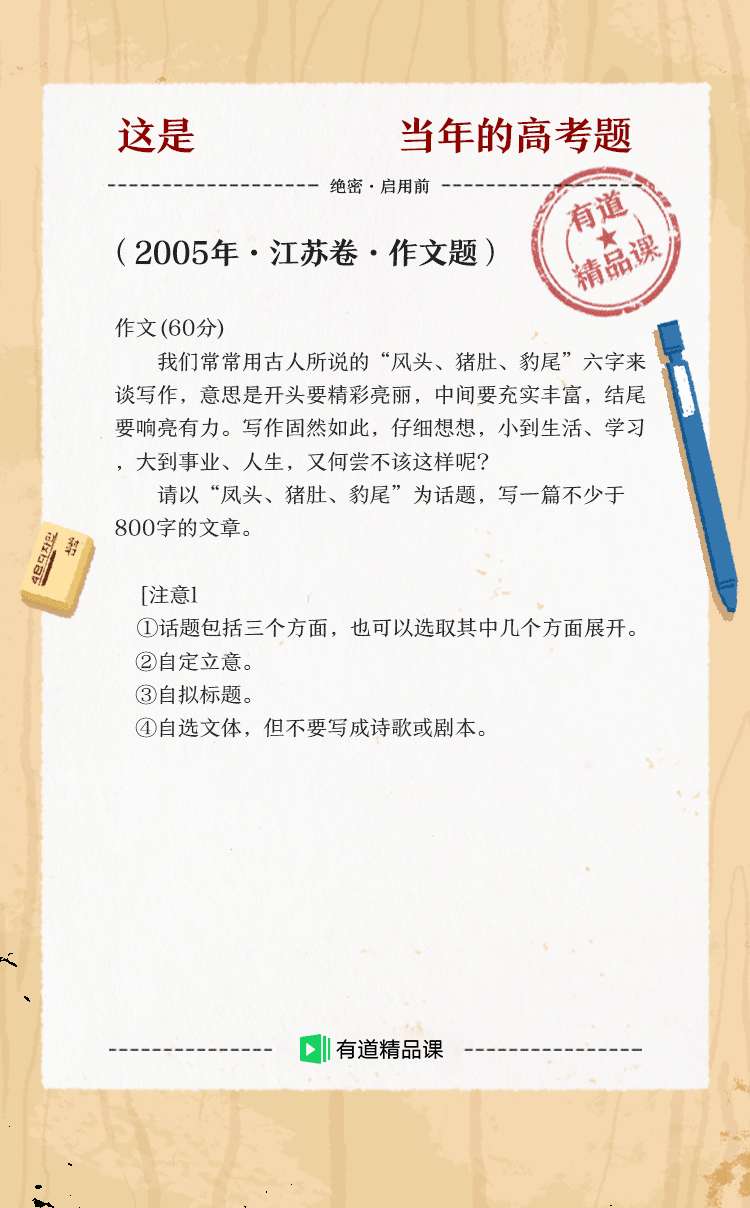 这是 当年的高考题
绝密·启用前
有道
精品课
(2005年·江苏卷·作文题)
作文(60分)
我们常常用古人所说的“风头、猪肚、豹尾”六字来
谈写作，意思是开头要精彩亮丽，中间要充实丰富，结尾
要响亮有力。写作固然如此，仔细想想，小到生活、学习
，大到事业、人生，又何尝不该这样呢?
请以“凤头、猪肚、豹尾”为话题，写一篇不少于
800字的文章。
[注意l
①话题包括三个方面，也可以选取其中几个方面展开。
②自定立意。
③自拟标题。
④自选文体，但不要写成诗歌或剧本。
有道精品课